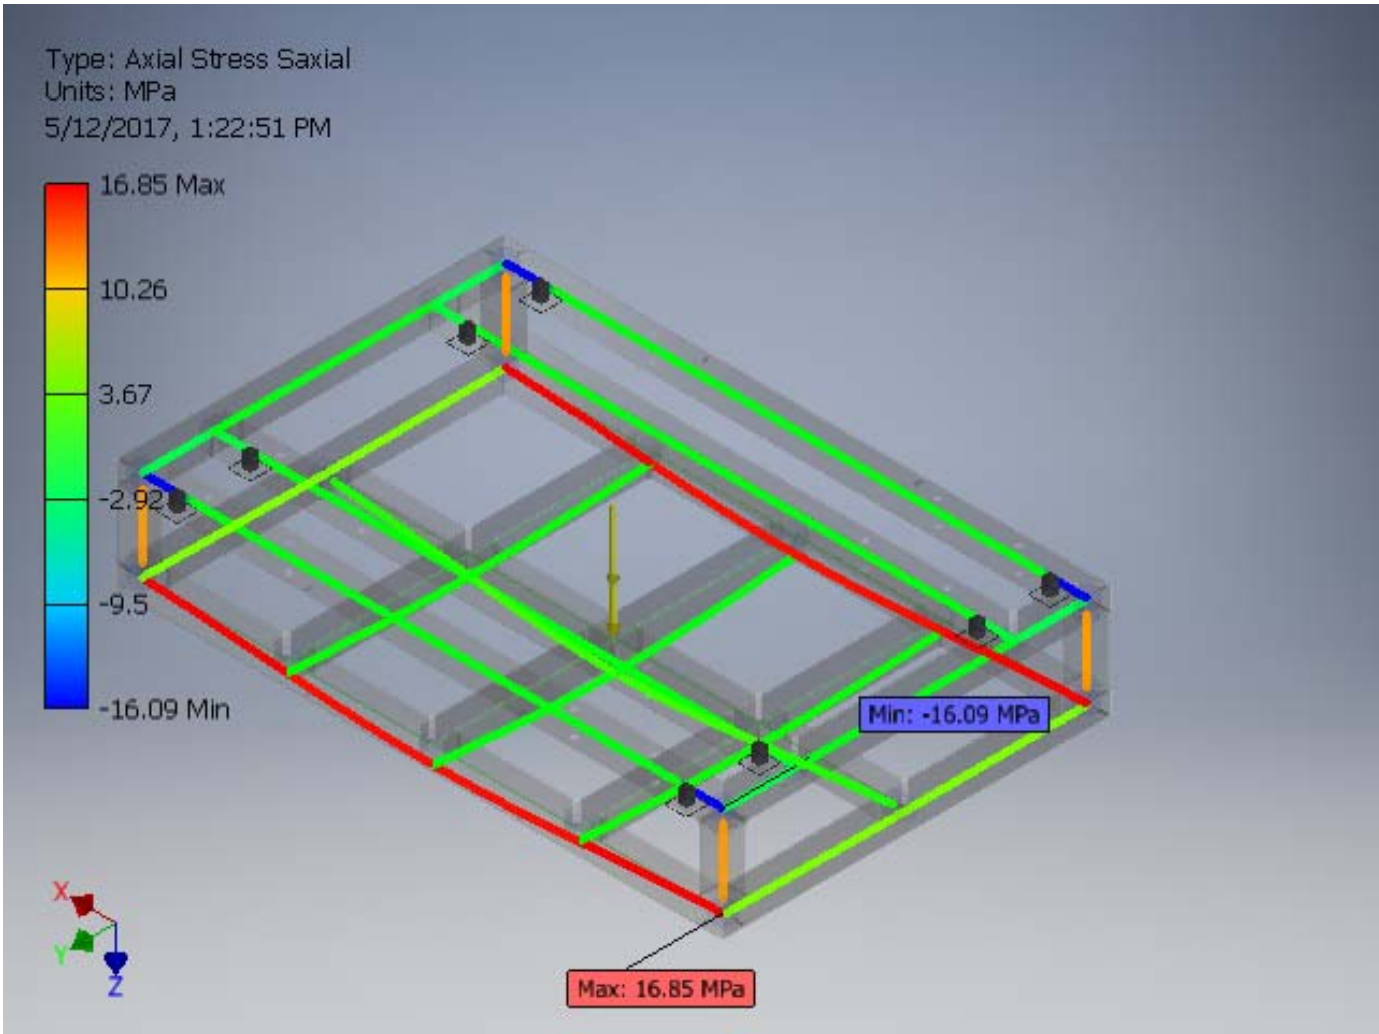 Type: Axial Stress Saxial
Units: MPa
5/12/2017, 1:22:51 PM
16.85 Max
10.26
3.67
-2.92
-9.5
-16.09 Min
Min: -16.09 MPa
Max: 16.85 MPa
X
Y
Z